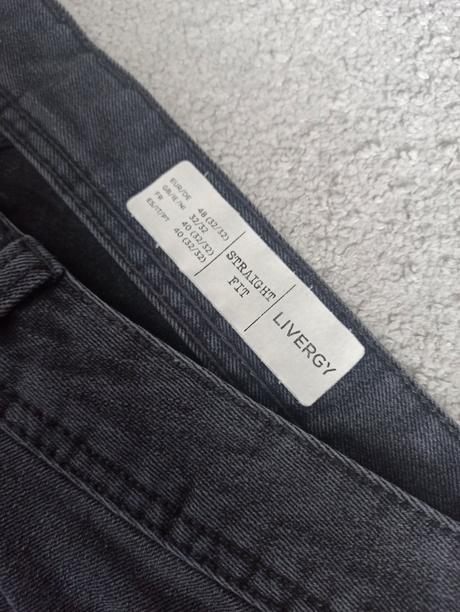 EUR/DE 48 (32/32)
GB/IE/NI 32/32
FR 40 (32/32)
ES/IT/PT 40 (32/32)
STRAIGHT
FIT
LIVERGY